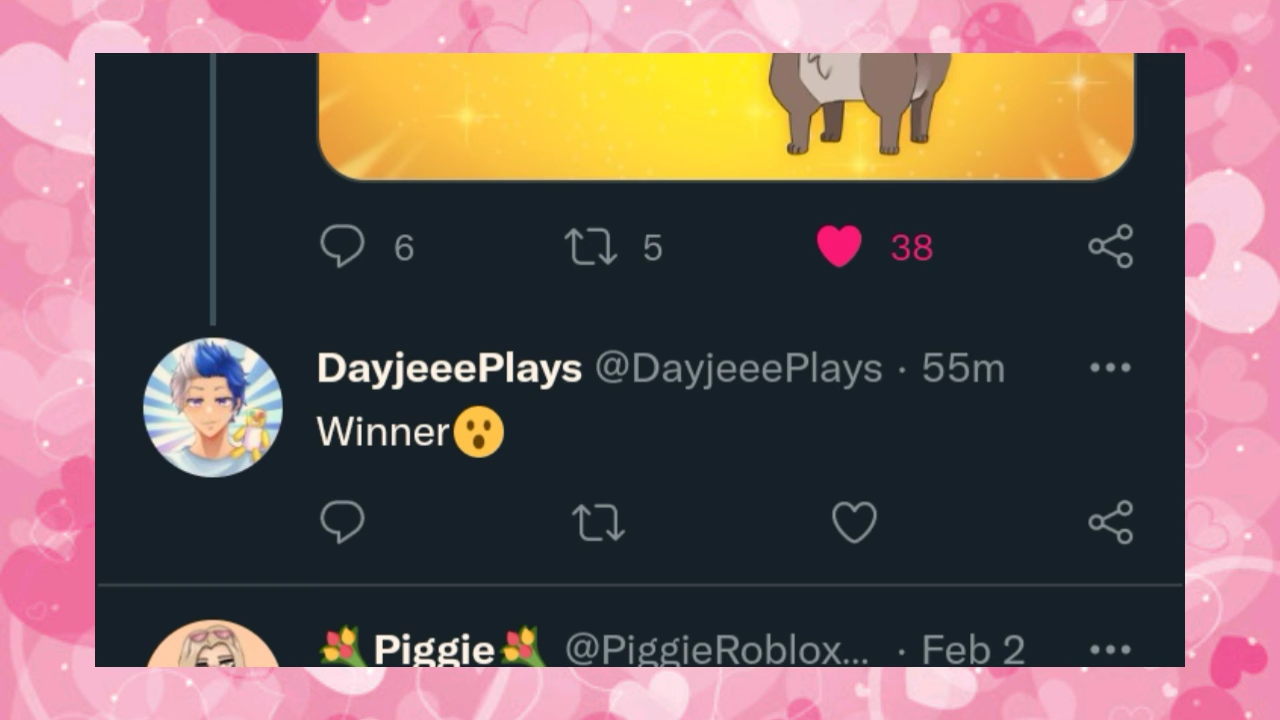 6 5 38
DayjeeePlays @DayjeeePlays · 55m
Winner😮
🌷Piggie🌷 @PiggieRoblox... · Feb 2